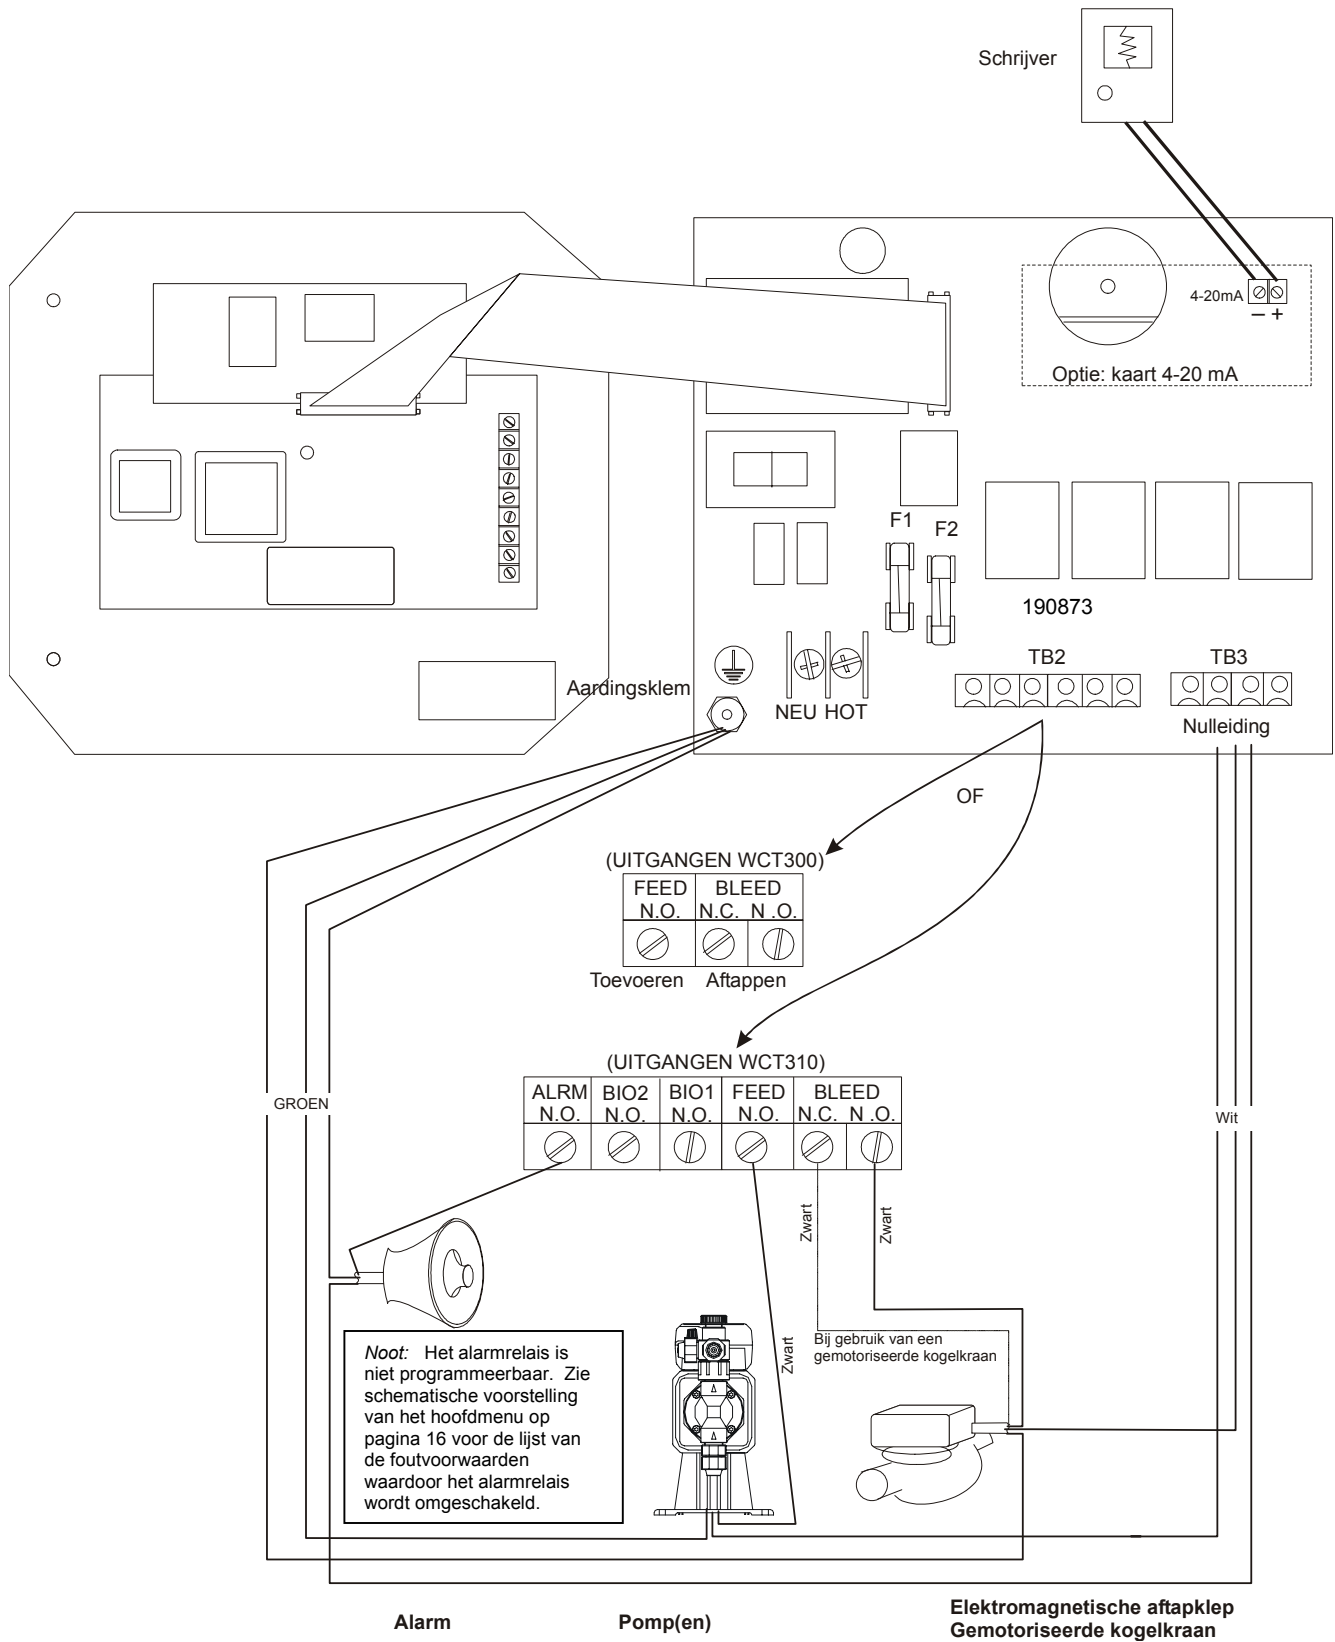 Schrijver
4-20mA
– +
Optie: kaart 4-20 mA
F1
F2
190873
TB2
TB3
Aardingsklem
NEU HOT
Nulleiding
OF
(UITGANGEN WCT300)
FEED BLEED
N.O. N.C. N .O.
Toevoeren Aftappen
(UITGANGEN WCT310)
ALRM BIO2 BIO1 FEED BLEED
N.O. N.O. N.O. N.O. N.C. N .O.
GROEN
Wit
Zwart
Zwart
Zwart
Bij gebruik van een
gemotoriseerde kogelkraan
Noot: Het alarmrelais is
niet programmeerbaar. Zie
schematische voorstelling
van het hoofdmenu op
pagina 16 voor de lijst van
de foutvoorwaarden
waardoor het alarmrelais
wordt omgeschakeld.
Alarm
Pomp(en)
Elektromagnetische aftapklep
Gemotoriseerde kogelkraan